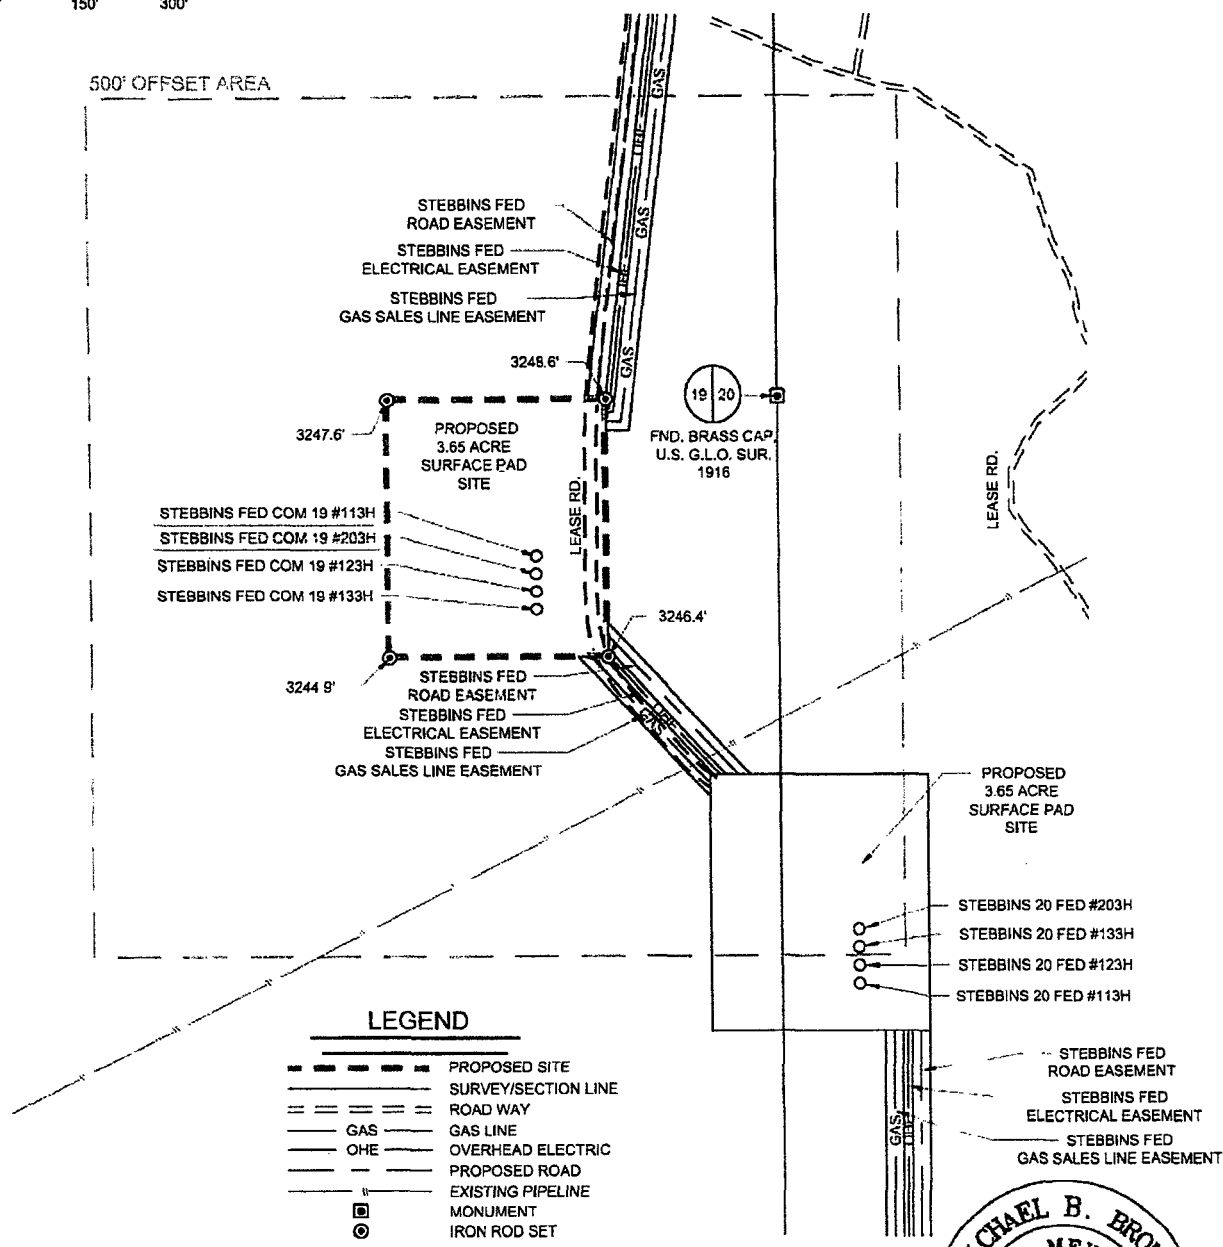 150'
300'
500' OFFSET AREA
GAS
OHE
GAS
STEBBINS FED
ROAD EASEMENT
STEBBINS FED
ELECTRICAL EASEMENT
OHE
STEBBINS FED
GAS SALES LINE EASEMENT
GAS
3248.6'
19 20
FND. BRASS CAP,
U.S. G.L.O. SUR.
1916
3247.6'
PROPOSED
3.65 ACRE
SURFACE PAD
SITE
LEASE RD.
LEASE RD.
STEBBINS FED COM 19 #113H
STEBBINS FED COM 19 #203H
STEBBINS FED COM 19 #123H
STEBBINS FED COM 19 #133H
3246.4'
3244 9'
STEBBINS FED
ROAD EASEMENT
STEBBINS FED
ELECTRICAL EASEMENT
STEBBINS FED
GAS SALES LINE EASEMENT
OHE
GAS
PROPOSED
3.65 ACRE
SURFACE PAD
SITE
STEBBINS 20 FED #203H
STEBBINS 20 FED #133H
STEBBINS 20 FED #123H
STEBBINS 20 FED #113H
LEGEND
PROPOSED SITE
SURVEY/SECTION LINE
ROAD WAY
GAS GAS LINE
OHE OVERHEAD ELECTRIC
PROPOSED ROAD
EXISTING PIPELINE
MONUMENT
IRON ROD SET
STEBBINS FED
ROAD EASEMENT
STEBBINS FED
ELECTRICAL EASEMENT
STEBBINS FED
GAS SALES LINE EASEMENT
GAS
OHE
CHAEL B. BRO
MEX